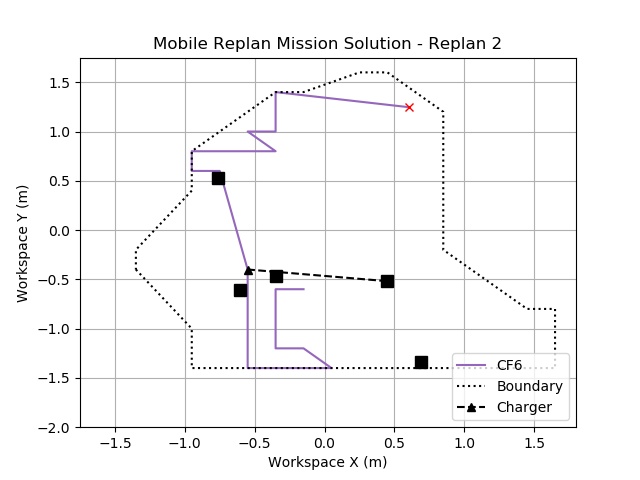 Mobile Replan Mission Solution - Replan 2
Workspace Y (m)
1.5
1.0
0.5
0.0
−0.5
−1.0
−1.5
−2.0
CF6
Boundary
Charger
−1.5
−1.0
−0.5
0.0
0.5
1.0
1.5
Workspace X (m)